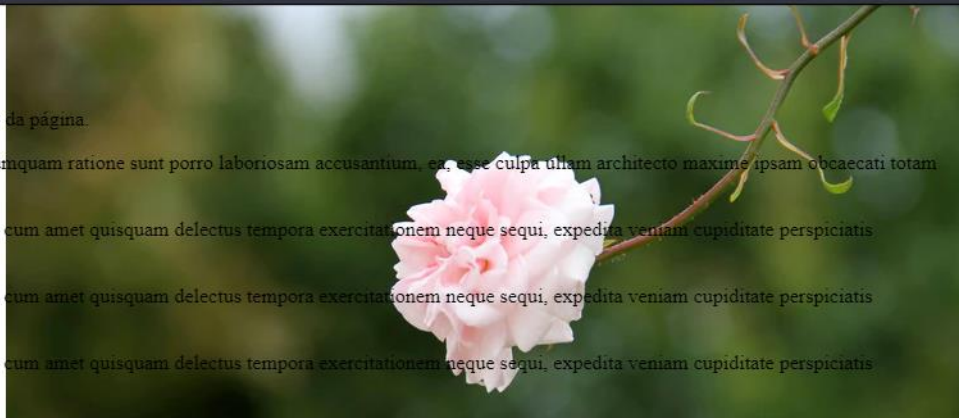 da página.
mquam ratione sunt porro laboriosam accusantium, ea, esse culpa ullam architecto maxime ipsam obcaecati totam
cum amet quisquam delectus tempora exercitationem neque sequi, expedita veniam cupiditate perspiciatis
cum amet quisquam delectus tempora exercitationem neque sequi, expedita veniam cupiditate perspiciatis
cum amet quisquam delectus tempora exercitationem neque sequi, expedita veniam cupiditate perspiciatis